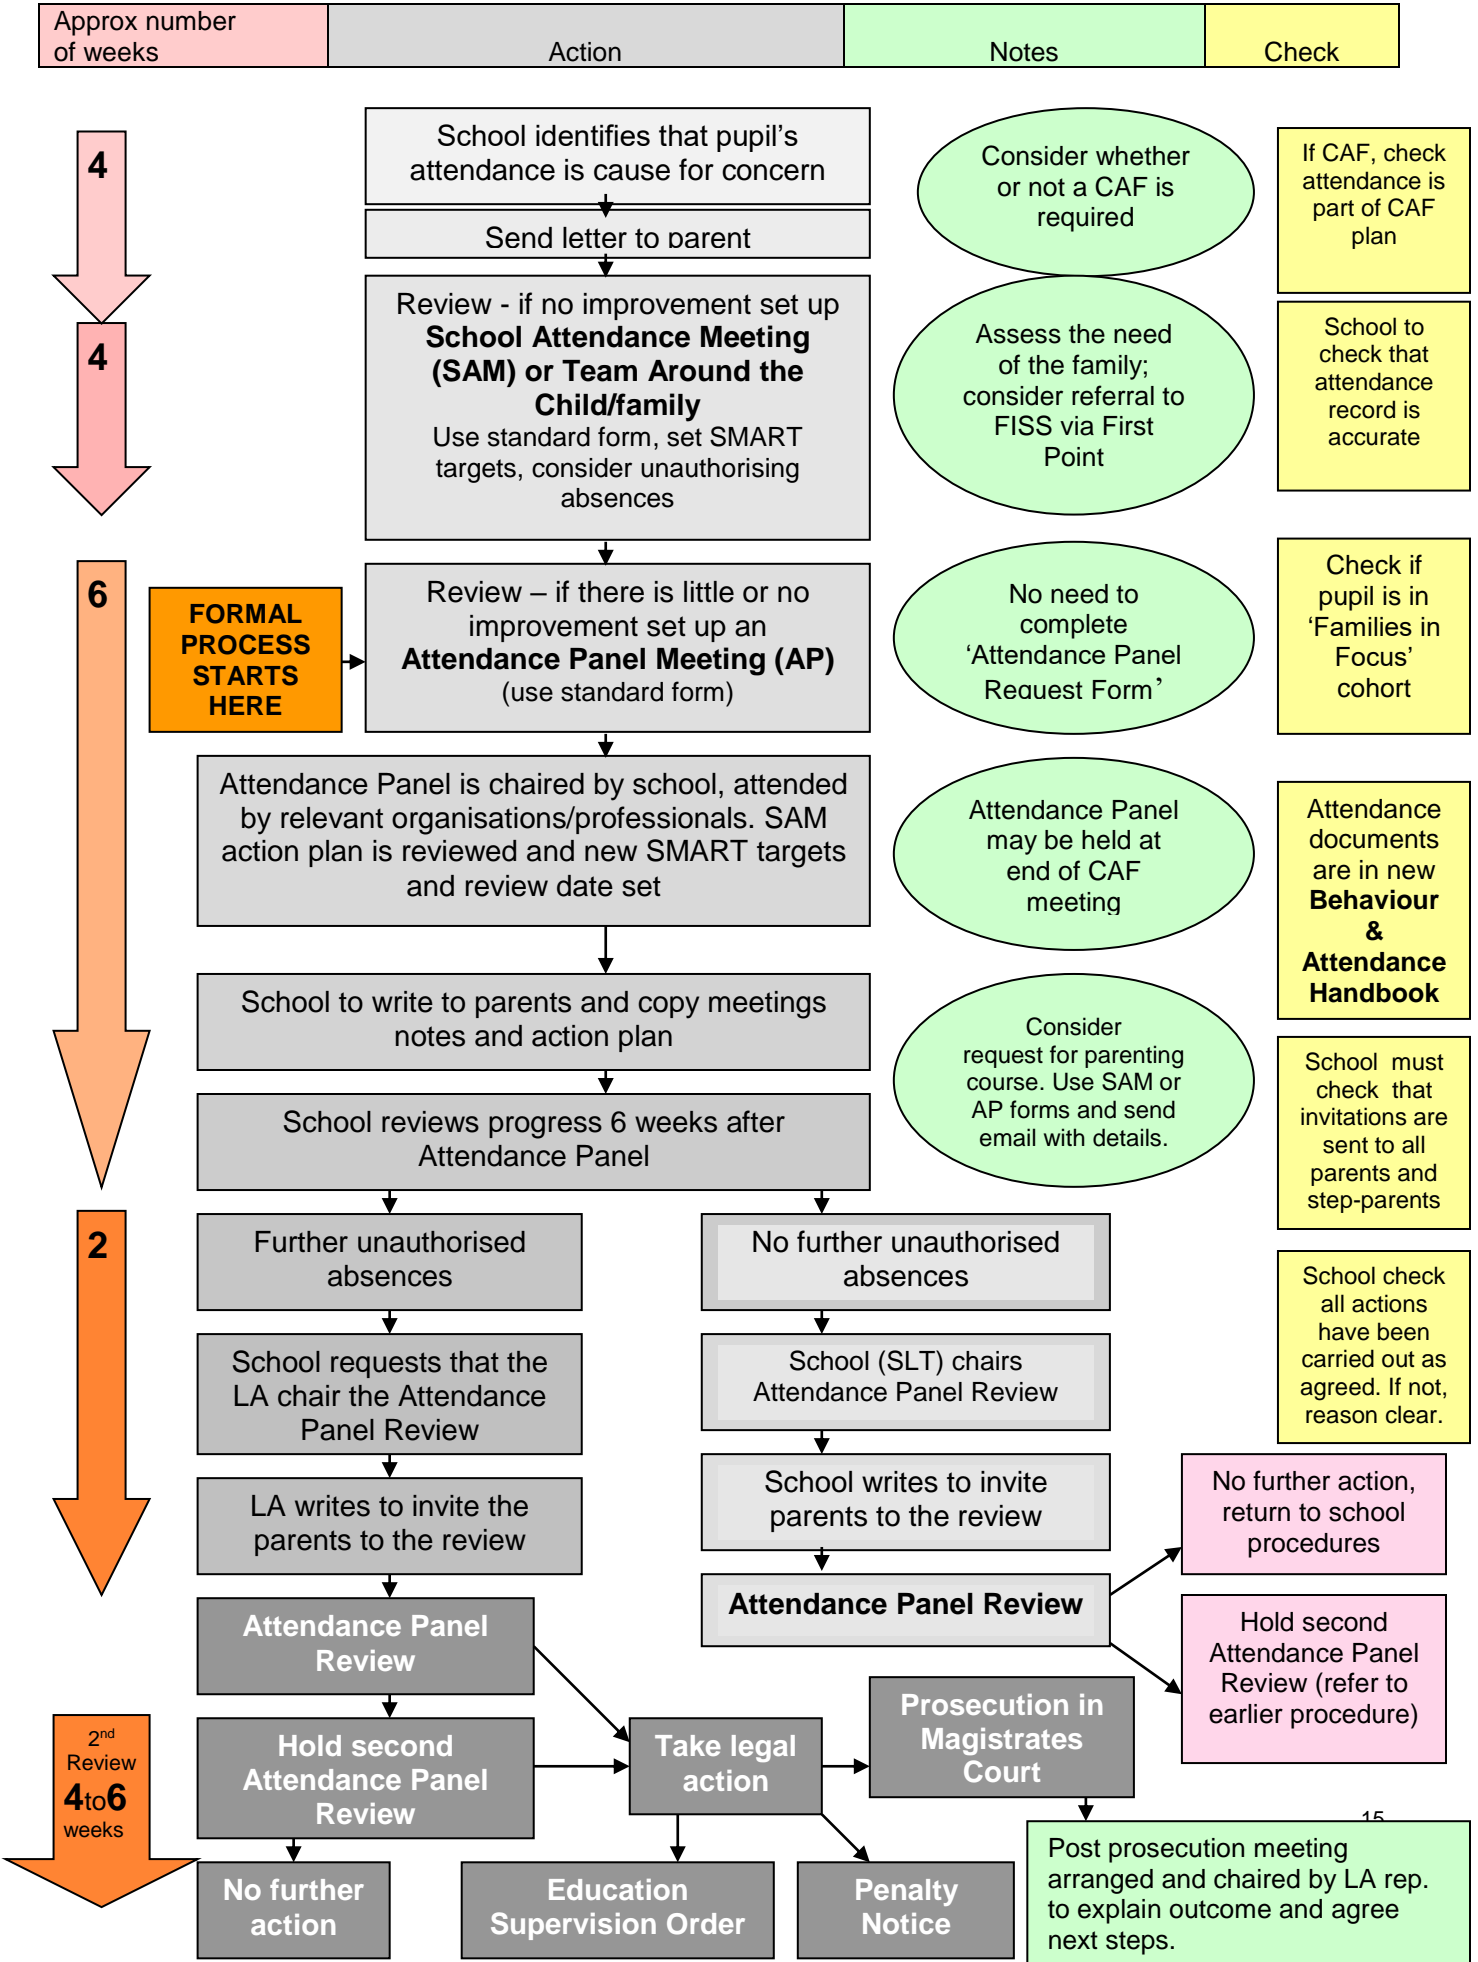 Approx number
of weeks
Action
Notes
Check
4
School identifies that pupil’s
attendance is cause for concern
Consider whether
or not a CAF is
required
If CAF, check
attendance is
part of CAF
plan
Send letter to parent
4
Review - if no improvement set up
School Attendance Meeting
(SAM) or Team Around the
Child/family
Use standard form, set SMART
targets, consider unauthorising
absences
Assess the need
of the family;
consider referral to
FISS via First
Point
School to
check that
attendance
record is
accurate
6
FORMAL
PROCESS
STARTS
HERE
Review – if there is little or no
improvement set up an
Attendance Panel Meeting (AP)
(use standard form)
No need to
complete
‘Attendance Panel
Request Form’
Check if
pupil is in
‘Families in
Focus’
cohort
Attendance Panel is chaired by school, attended
by relevant organisations/professionals. SAM
action plan is reviewed and new SMART targets
and review date set
Attendance Panel
may be held at
end of CAF
meeting
Attendance
documents
are in new
Behaviour
&
Attendance
Handbook
School to write to parents and copy meetings
notes and action plan
Consider
request for parenting
course. Use SAM or
AP forms and send
email with details.
School must
check that
invitations are
sent to all
parents and
step-parents
School reviews progress 6 weeks after
Attendance Panel
2
Further unauthorised
absences
No further unauthorised
absences
School check
all actions
have been
carried out as
agreed. If not,
reason clear.
School requests that the
LA chair the Attendance
Panel Review
School (SLT) chairs
Attendance Panel Review
LA writes to invite the
parents to the review
School writes to invite
parents to the review
No further action,
return to school
procedures
Attendance Panel
Review
Attendance Panel Review
Hold second
Attendance Panel
Review (refer to
earlier procedure)
2nd
Review
4to6
weeks
Hold second
Attendance Panel
Review
Take legal
action
Prosecution in
Magistrates
Court
15
No further
action
Education
Supervision Order
Penalty
Notice
Post prosecution meeting
arranged and chaired by LA rep.
to explain outcome and agree
next steps.